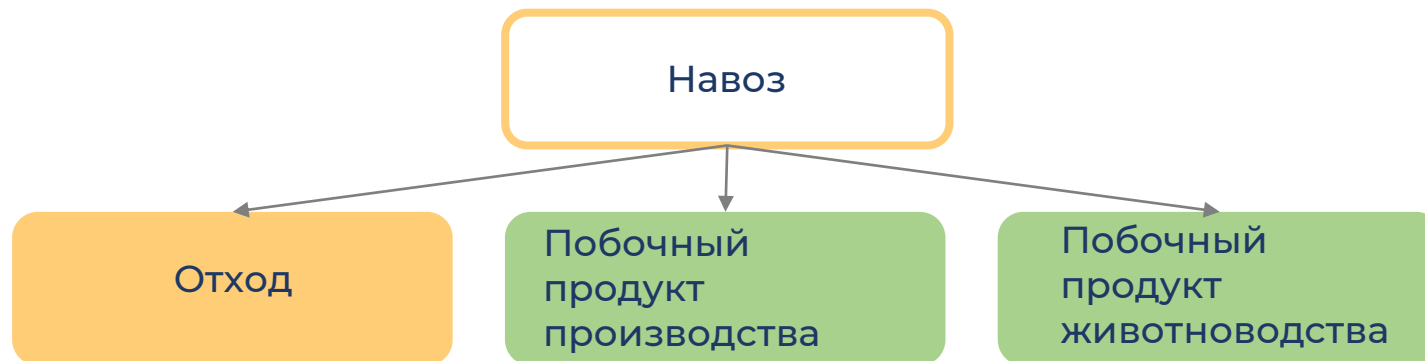 Навоз
Отход
Побочный
продукт
производства
Побочный
продукт
животноводства